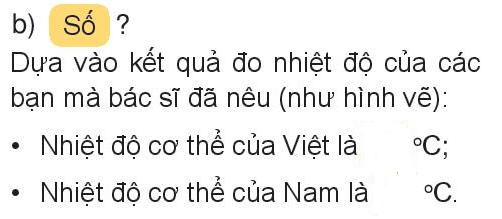 b) Số ?
Dựa vào kết quả đo nhiệt độ của các
bạn mà bác sĩ đã nêu (như hình vẽ):
• Nhiệt độ cơ thể của Việt là °C;
• Nhiệt độ cơ thể của Nam là °C.